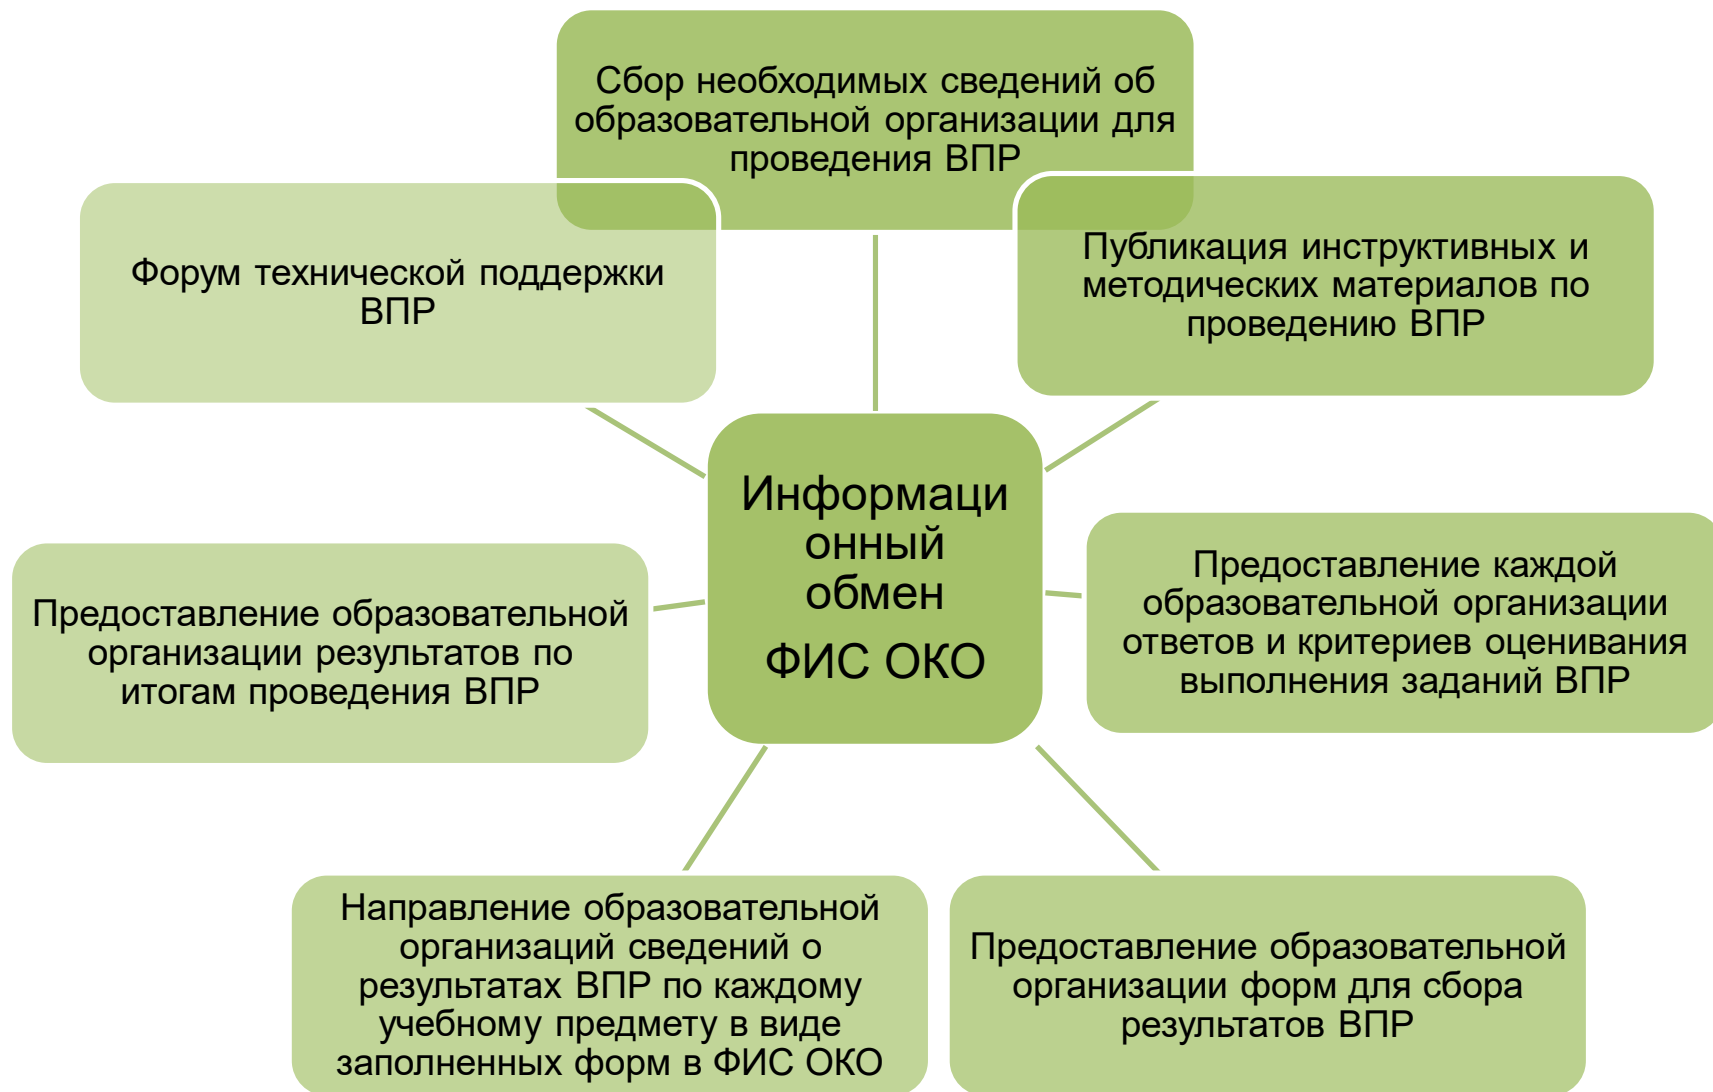 Сбор необходимых сведений об
образовательной организации для
проведения ВПР
Форум технической поддержки
ВПР
Публикация инструктивных и
методических материалов по
проведению ВПР
Информаци
онный
обмен
ФИС ОКО
Предоставление каждой
образовательной организации
ответов и критериев оценивания
выполнения заданий ВПР
Предоставление образовательной
организации результатов по
итогам проведения ВПР
Направление образовательной
организаций сведений о
результатах ВПР по каждому
учебному предмету в виде
заполненных форм в ФИС ОКО
Предоставление образовательной
организации форм для сбора
результатов ВПР